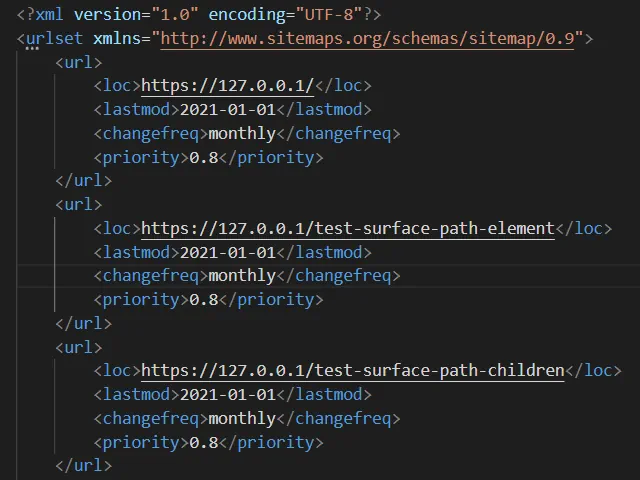 <?xml version="1.0" encoding="UTF-8"?>
<urlset xmlns="http://www.sitemaps.org/schemas/sitemap/0.9">
<url>
<loc>https://127.0.0.1/</loc>
<lastmod>2021-01-01</lastmod>
<changefreq>monthly</changefreq>
<priority>0.8</priority>
</url>
<url>
<loc>https://127.0.0.1/test-surface-path-element</loc>
<lastmod>2021-01-01</lastmod>
<changefreq>monthly</changefreq>
<priority>0.8</priority>
</url>
<url>
<loc>https://127.0.0.1/test-surface-path-children</loc>
<lastmod>2021-01-01</lastmod>
<changefreq>monthly</changefreq>
<priority>0.8</priority>
</url>